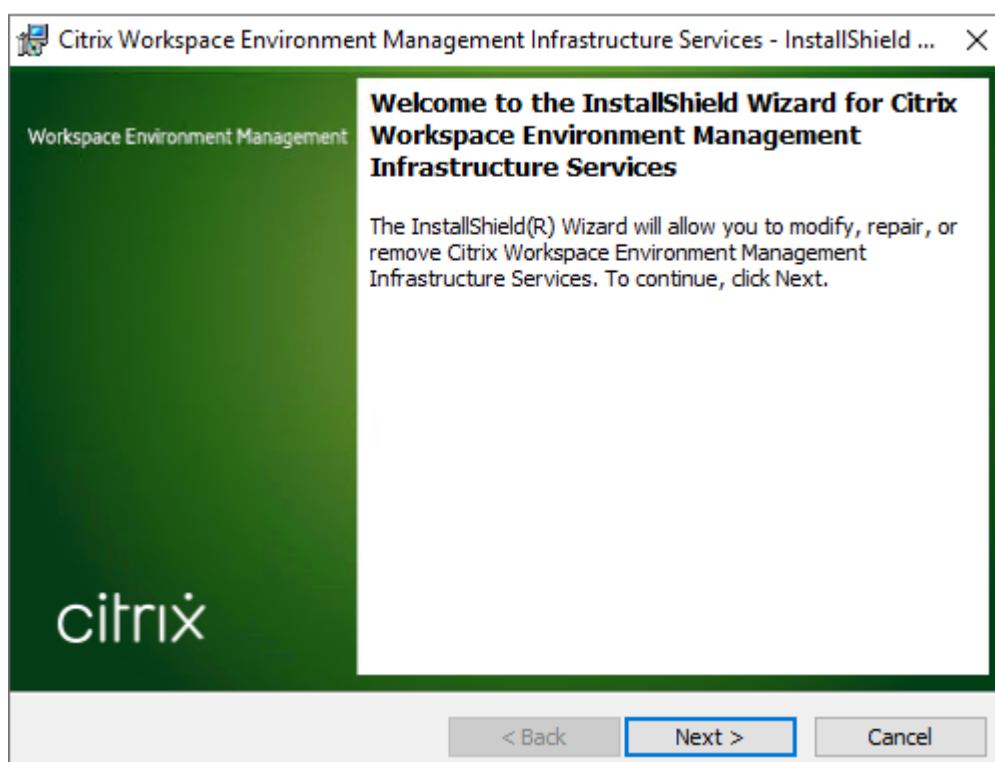 Citrix Workspace Environment Management Infrastructure Services - InstallShield ...
Workspace Environment Management
Welcome to the InstallShield Wizard for Citrix
Workspace Environment Management
Infrastructure Services
The InstallShield(R) Wizard will allow you to modify, repair, or
remove Citrix Workspace Environment Management
Infrastructure Services. To continue, click Next.
citrix
< Back
Next >
Cancel